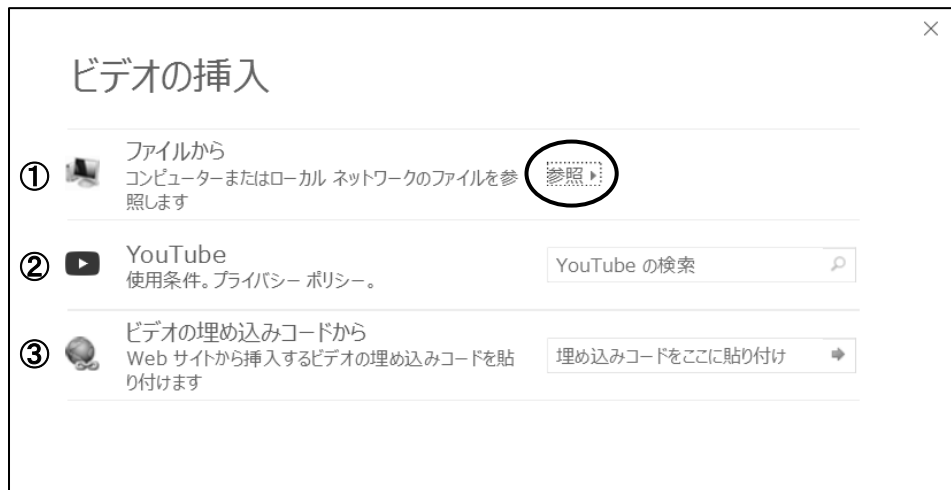 ×
ビデオの挿入
① ファイルから 参照 ▸
コンピューターまたはローカル ネットワークのファイルを参
照します
② YouTube
使用条件。プライバシー ポリシー。
YouTube の検索
③ ビデオの埋め込みコードから
Web サイトから挿入するビデオの埋め込みコードを貼
り付けます
埋め込みコードをここに貼り付け